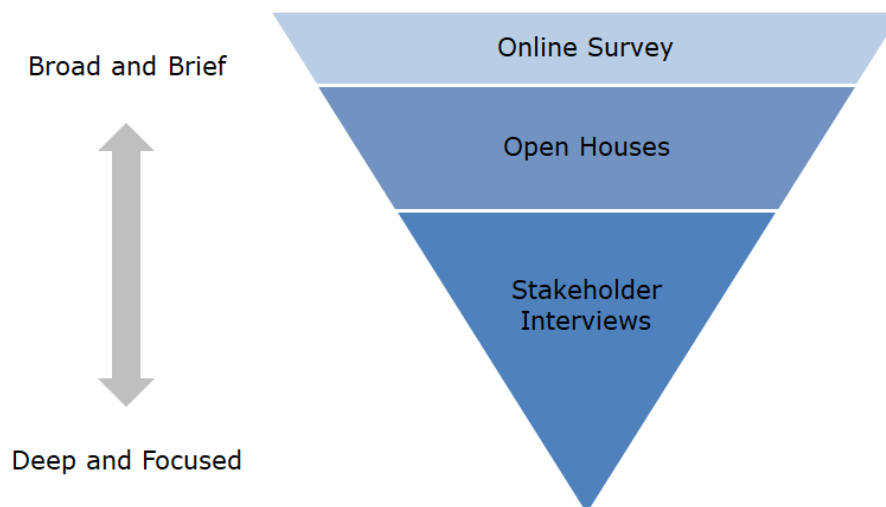 Online Survey
Broad and Brief
Open Houses
Stakeholder
Interviews
Deep and Focused